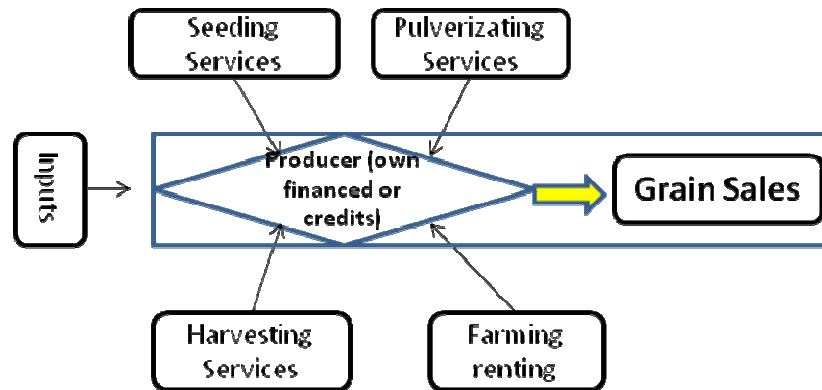 Seeding
Services
Pulverizating
Services
Inputs
Producer (own
financed or
credits)
Grain Sales
Harvesting
Services
Farming
renting